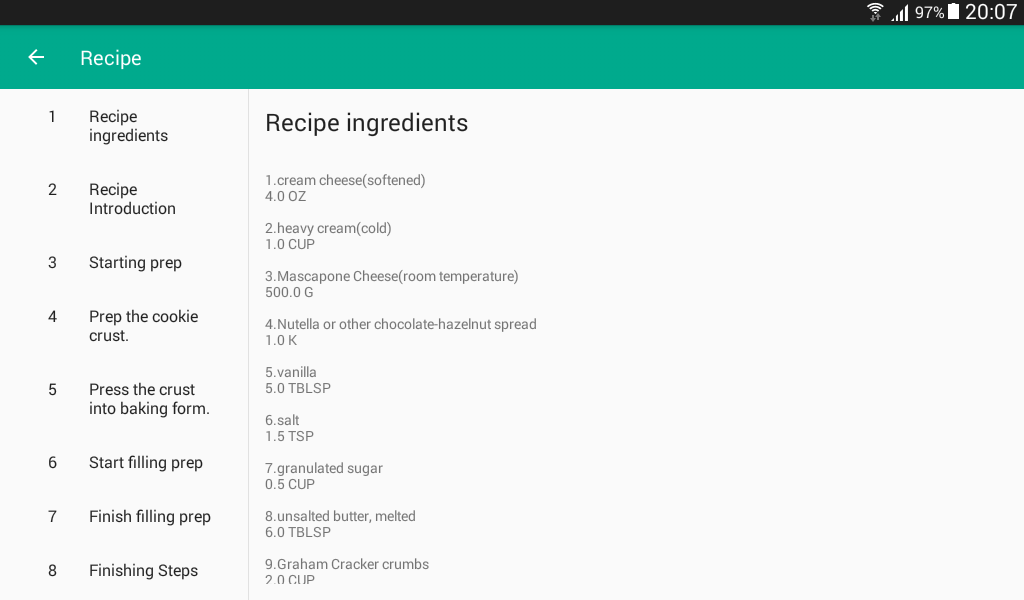 97% 20:07
Recipe
1 Recipe
ingredients
2 Recipe
Introduction
3 Starting prep
4 Prep the cookie
crust.
5 Press the crust
into baking form.
6 Start filling prep
7 Finish filling prep
8 Finishing Steps
Recipe ingredients
1.cream cheese(softened)
4.0 OZ
2.heavy cream(cold)
1.0 CUP
3.Mascapone Cheese(room temperature)
500.0 G
4.Nutella or other chocolate-hazelnut spread
1.0 K
5.vanilla
5.0 TBLSP
6.salt
1.5 TSP
7.granulated sugar
0.5 CUP
8.unsalted butter, melted
6.0 TBLSP
9.Graham Cracker crumbs
2.0 CUP